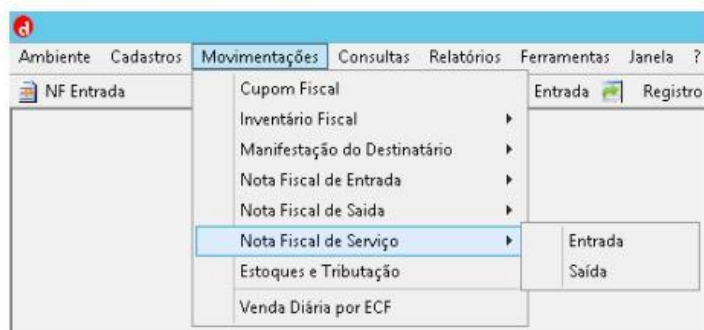 d
Ambiente Cadastros Movimentações Consultas Relatórios Ferramentas Janela ?
NF Entrada Entrada Registro
Cupom Fiscal
Inventário Fiscal
Manifestação do Destinatário
Nota Fiscal de Entrada
Nota Fiscal de Saida
Nota Fiscal de Serviço
Entrada
Saída
Estoques e Tributação
Venda Diária por ECF